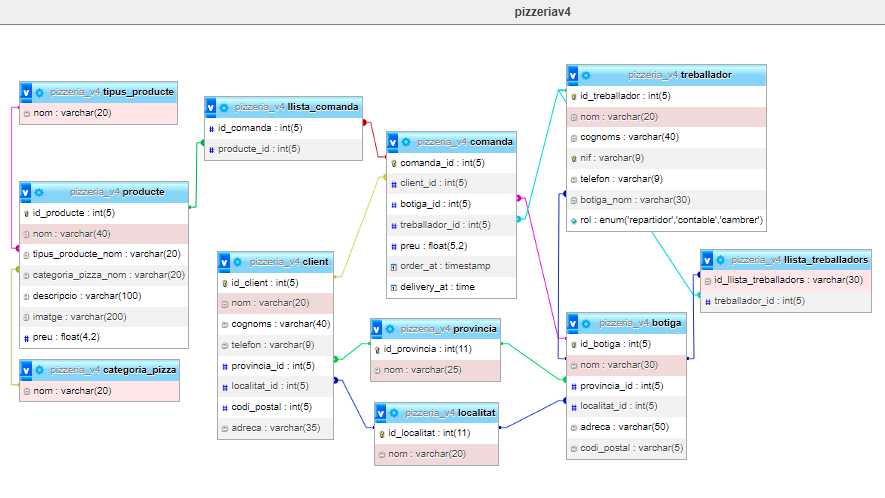 pizzeriav4
pizzeria_v4 tipus_producte
nom : varchar(20)
pizzeria_v4 llista_comanda
id_comanda : int(5)
producte_id : int(5)
pizzeria_v4 treballador
id_treballador : int(5)
nom : varchar(20)
cognoms : varchar(40)
nif : varchar(9)
telefon : varchar(9)
botiga_nom : varchar(30)
rol : enum('repartidor','contable','cambrer')
pizzeria_v4 comanda
comanda_id : int(5)
client_id : int(5)
botiga_id : int(5)
treballador_id : int(5)
preu : float(5,2)
order_at : timestamp
delivery_at : time
pizzeria_v4 producte
id_producte : int(5)
nom : varchar(40)
tipus_producte_nom : varchar(20)
categoria_pizza_nom : varchar(20)
descripcio : varchar(100)
imatge : varchar(200)
preu : float(4,2)
pizzeria_v4 client
id_client : int(5)
nom : varchar(20)
cognoms : varchar(40)
telefon : varchar(9)
provincia_id : int(5)
localitat_id : int(5)
codi_postal : int(5)
adreca : varchar(35)
pizzeria_v4 llista_treballadors
id_llista_treballadors : varchar(30)
treballador_id : int(5)
pizzeria_v4 provincia
id_provincia : int(11)
nom : varchar(25)
pizzeria_v4 botiga
id_botiga : int(5)
nom : varchar(30)
provincia_id : int(5)
localitat_id : int(5)
adreca : varchar(50)
codi_postal : varchar(5)
pizzeria_v4 categoria_pizza
nom : varchar(20)
pizzeria_v4 localitat
id_localitat : int(11)
nom : varchar(20)